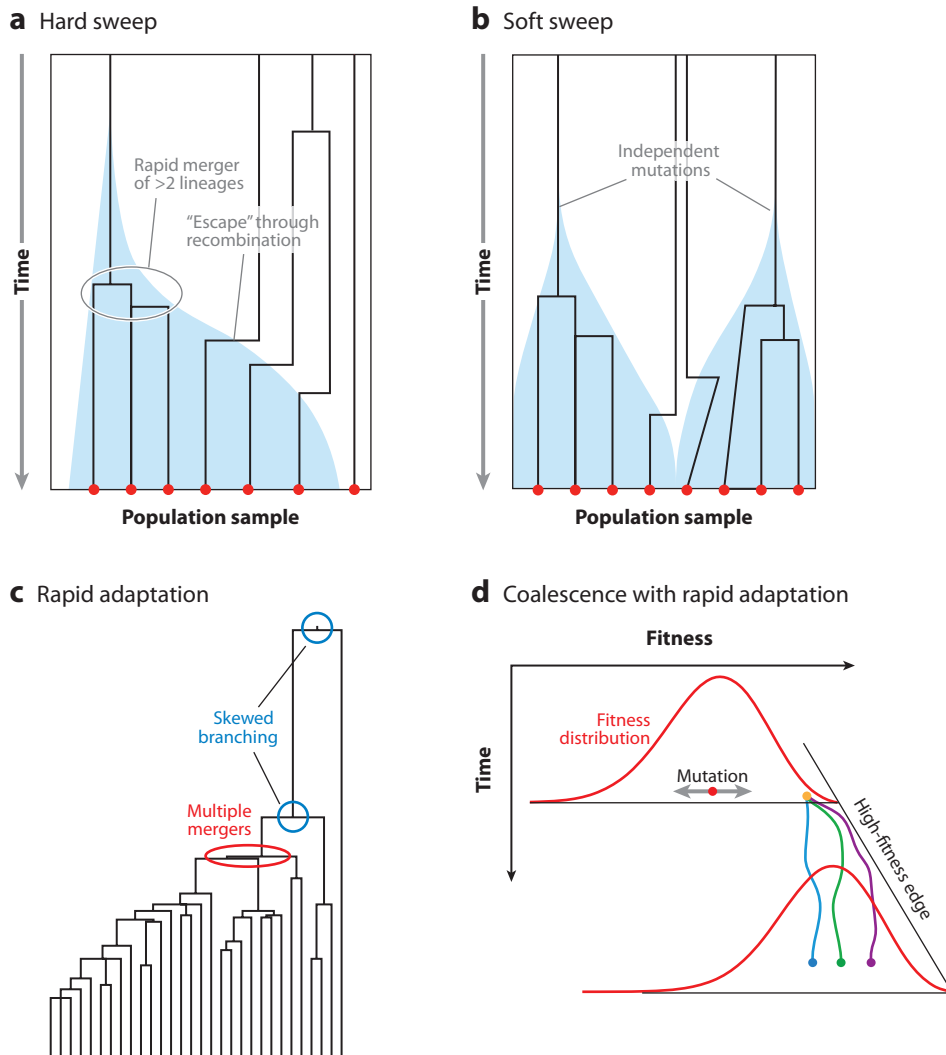 a Hard sweep
Time
Rapid merger
of >2 lineages
"Escape" through
recombination
Population sample
b Soft sweep
Time
Independent
mutations
Population sample
c Rapid adaptation
Skewed
branching
Multiple
mergers
d Coalescence with rapid adaptation
Fitness
Time
Fitness
distribution
Mutation
High-fitness edge